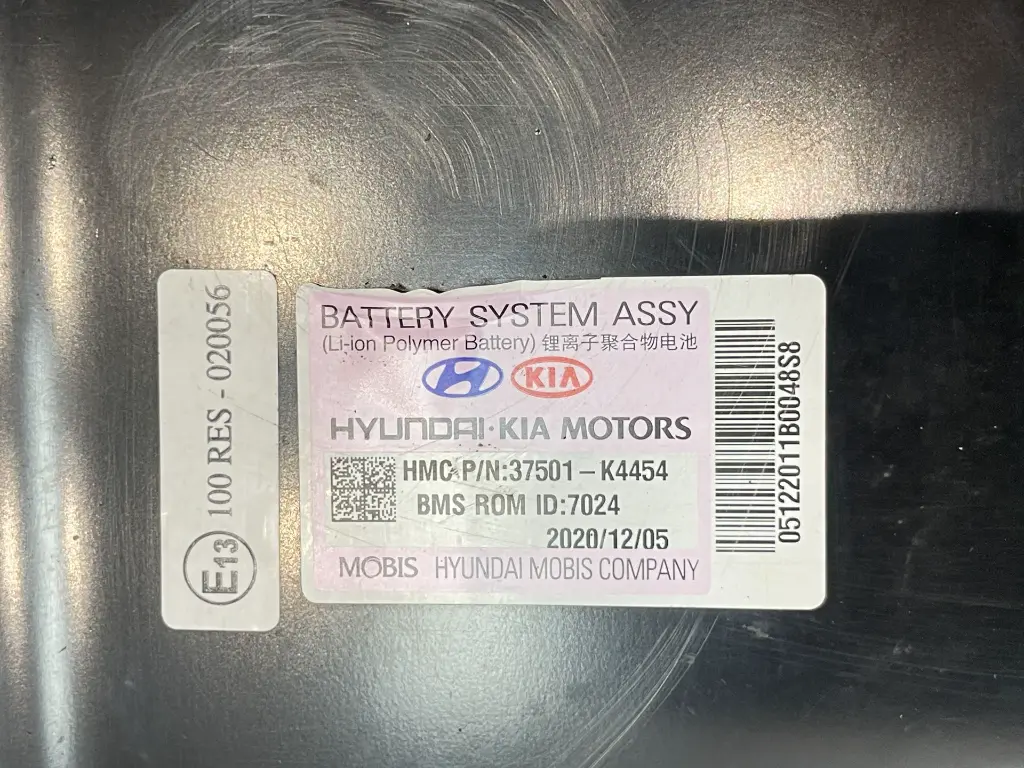 100 RES - 020056
E13
BATTERY SYSTEM ASSY
(Li-ion Polymer Battery) 锂离子聚合物电池
KIA
HYUNDAI·KIA MOTORS
HMC P/N:37501-K4454
BMS ROM ID:7024
2020/12/05
MOBIS HYUNDAI MOBIS COMPANY
051222011BG048S8